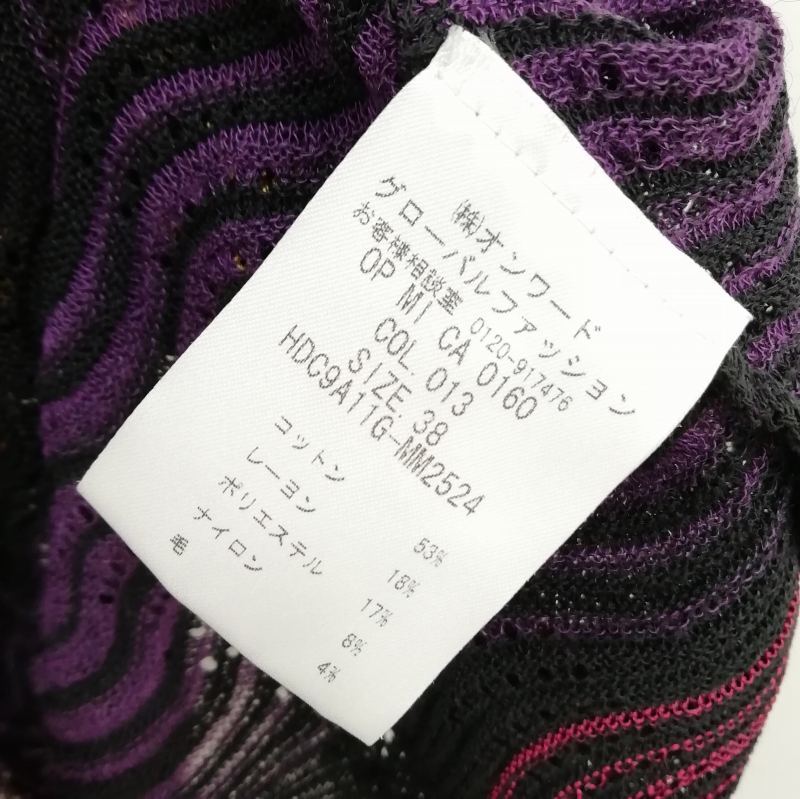 ㈱オンワード
グローバルファッション
お客様相談室 0120-917476
OP MI CA 0160
COL. 013
SIZE. 38
HDC9A11G-MM2524
コットン 53%
レーヨン 18%
ポリエステル 17%
ナイロン 8%
毛 4%